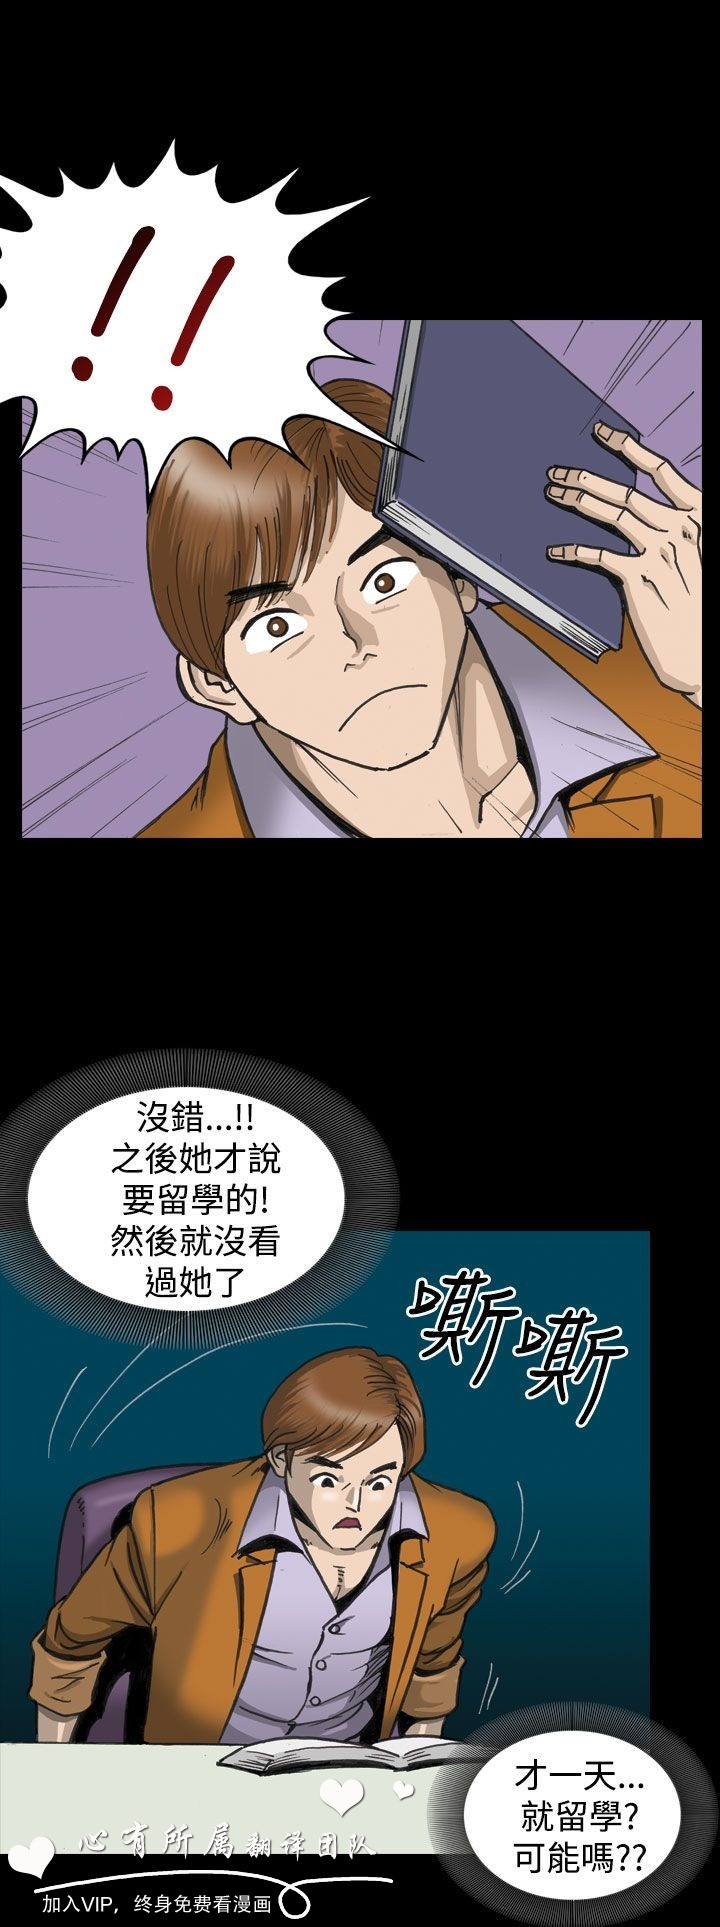 !!
沒錯...!!
之後她才說
要留學的!
然後就沒看
過她了
嘶嘶
才一天...
就留學?
可能嗎??
心有所属翻译团队
加入VIP，终身免费看漫画